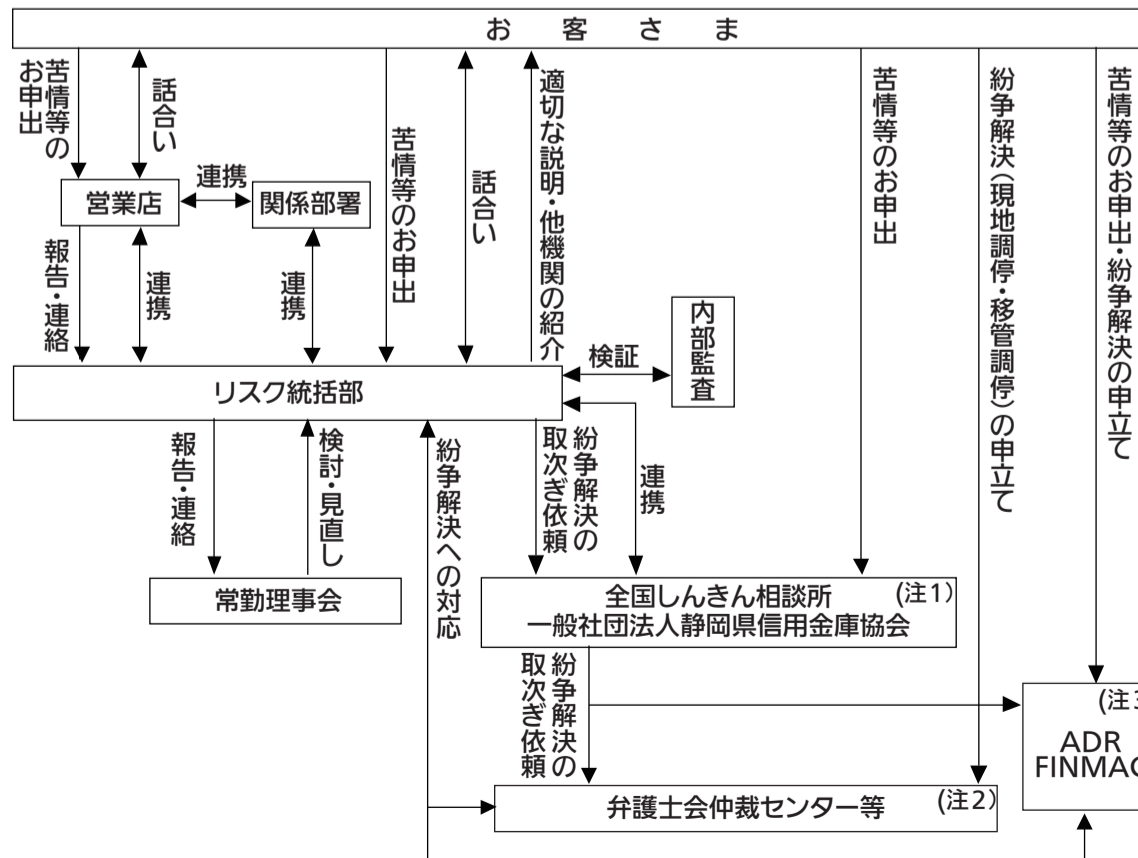 お客さま
苦情等の
お申出
話合い
苦情等のお申出
話合い
適切な説明・他機関の紹介
苦情等のお申出
紛争解決(現地調停・移管調停)の申立て
苦情等のお申出・紛争解決の申立て
営業店
連携
関係部署
報告・連絡
連携
連携
内部監査
検証
リスク統括部
報告・連絡
検討・見直し
紛争解決への対応
紛争解決の
取次ぎ依頼
連携
常勤理事会
全国しんきん相談所
(注1)
一般社団法人静岡県信用金庫協会
紛争解決の
取次ぎ依頼
(注3
ADR
FINMAC
弁護士会仲裁センター等
(注2)